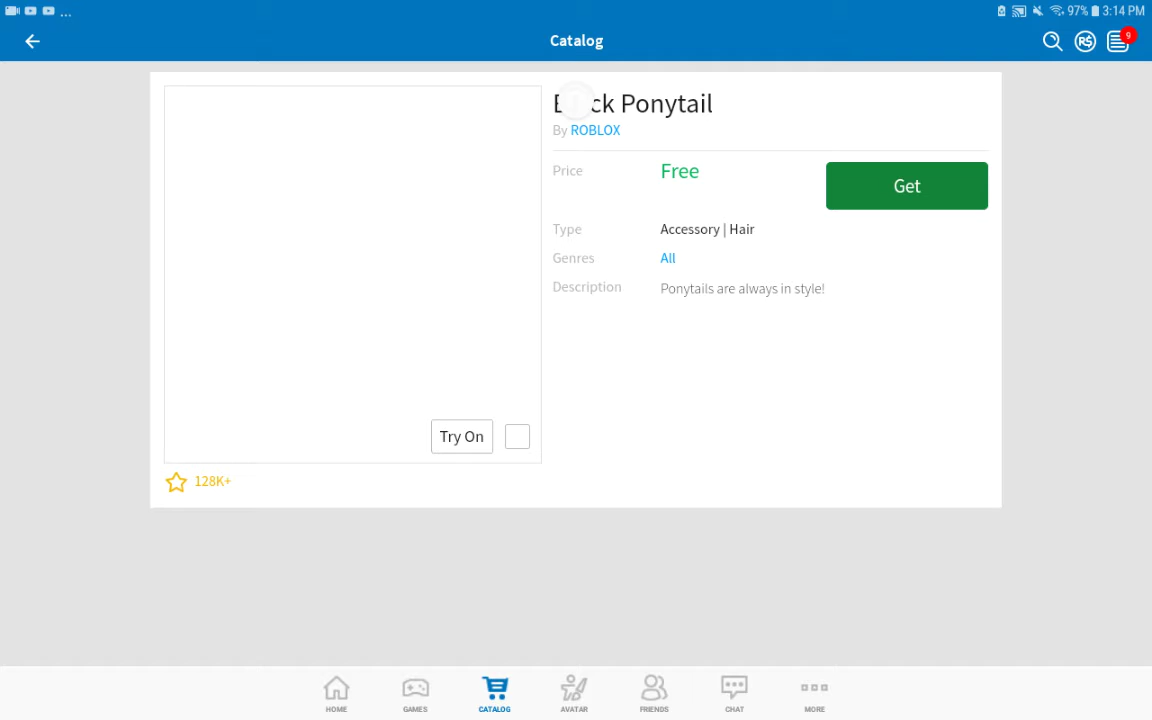 97% 3:14 PM
Catalog
9
Ponytail
By ROBLOX
Price Free
Get
Type Accessory | Hair
Genres All
Description Ponytails are always in style!
Try On
128K+
HOME GAMES CATALOG AVATAR FRIENDS CHAT MORE